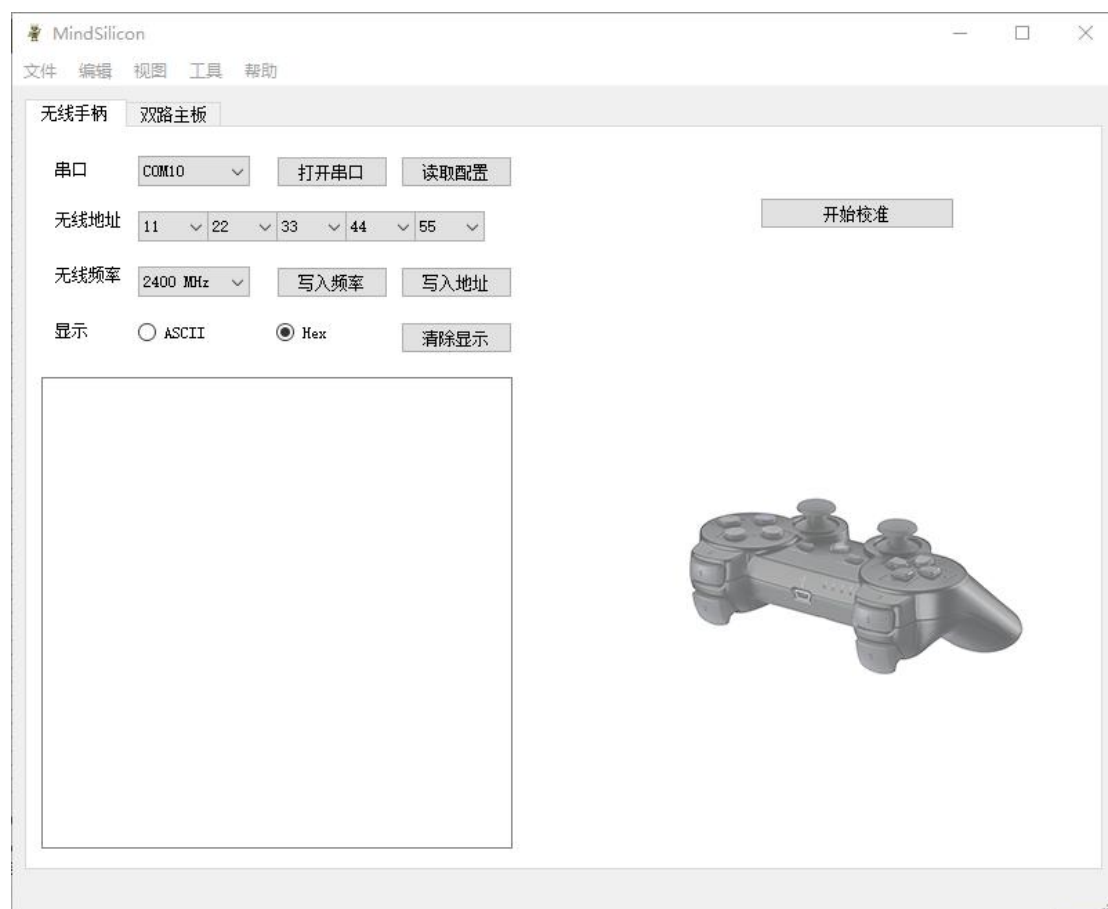 MindSilicon
文件 编辑 视图 工具 帮助
无线手柄 双路主板
串口 COM10 打开串口 读取配置
开始校准
无线地址 11 22 33 44 55
无线频率 2400 MHz 写入频率 写入地址
显示 ASCII Hex 清除显示